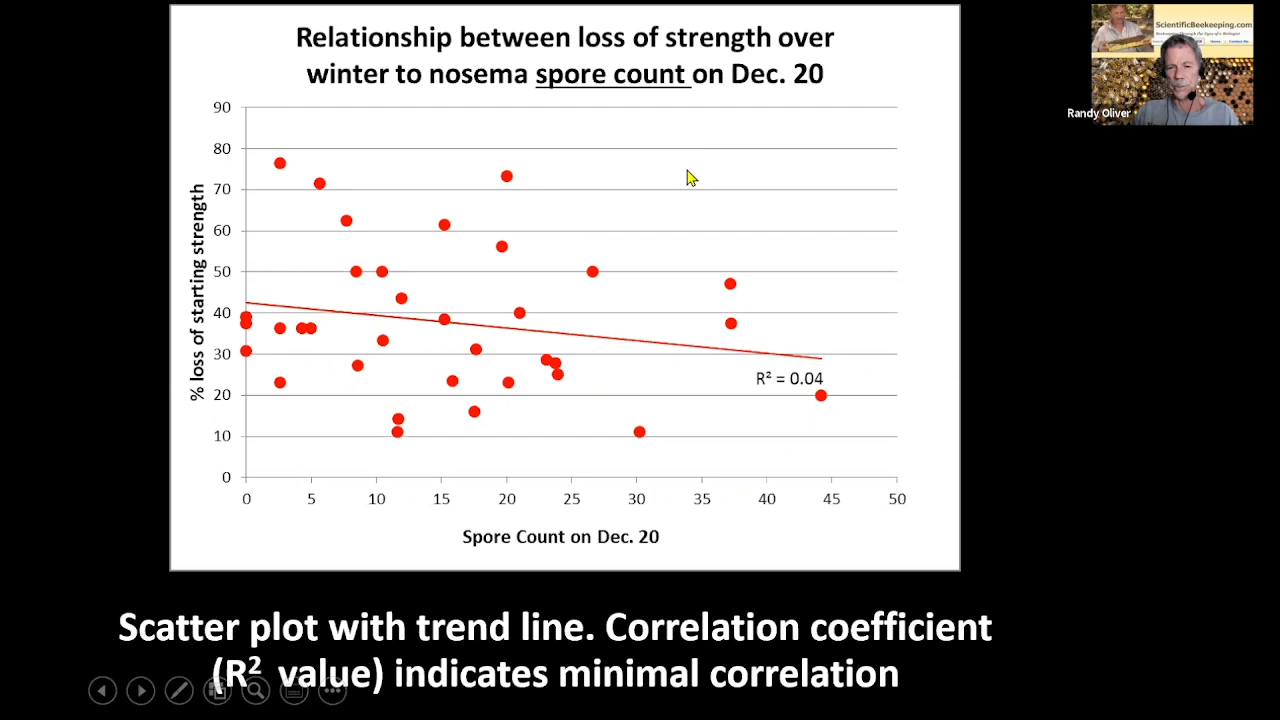 Relationship between loss of strength over
winter to nosema spore count on Dec. 20
90
80
70
60
50
40
30
20
10
0
% loss of starting strength
R² = 0.04
0 5 10 15 20 25 30 35 40 45 50
Spore Count on Dec. 20
Scatter plot with trend line. Correlation coefficient
(R² value) indicates minimal correlation
ScientificBeekeeping.com
Randy Oliver